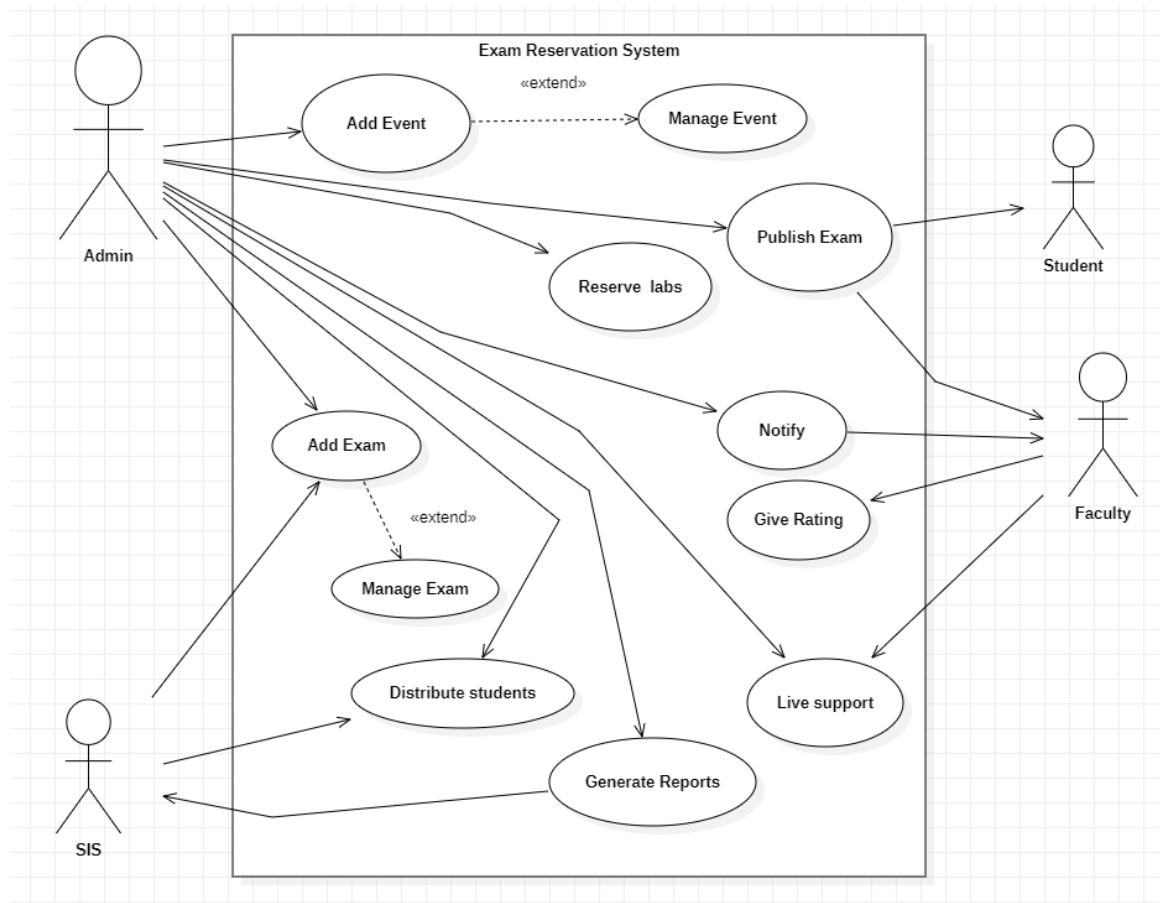 Exam Reservation System
«extend»
Add Event
Manage Event
Admin
Publish Exam
Student
Reserve  labs
Add Exam
Notify
«extend»
Give Rating
Faculty
Manage Exam
Distribute students
Live support
Generate Reports
SIS